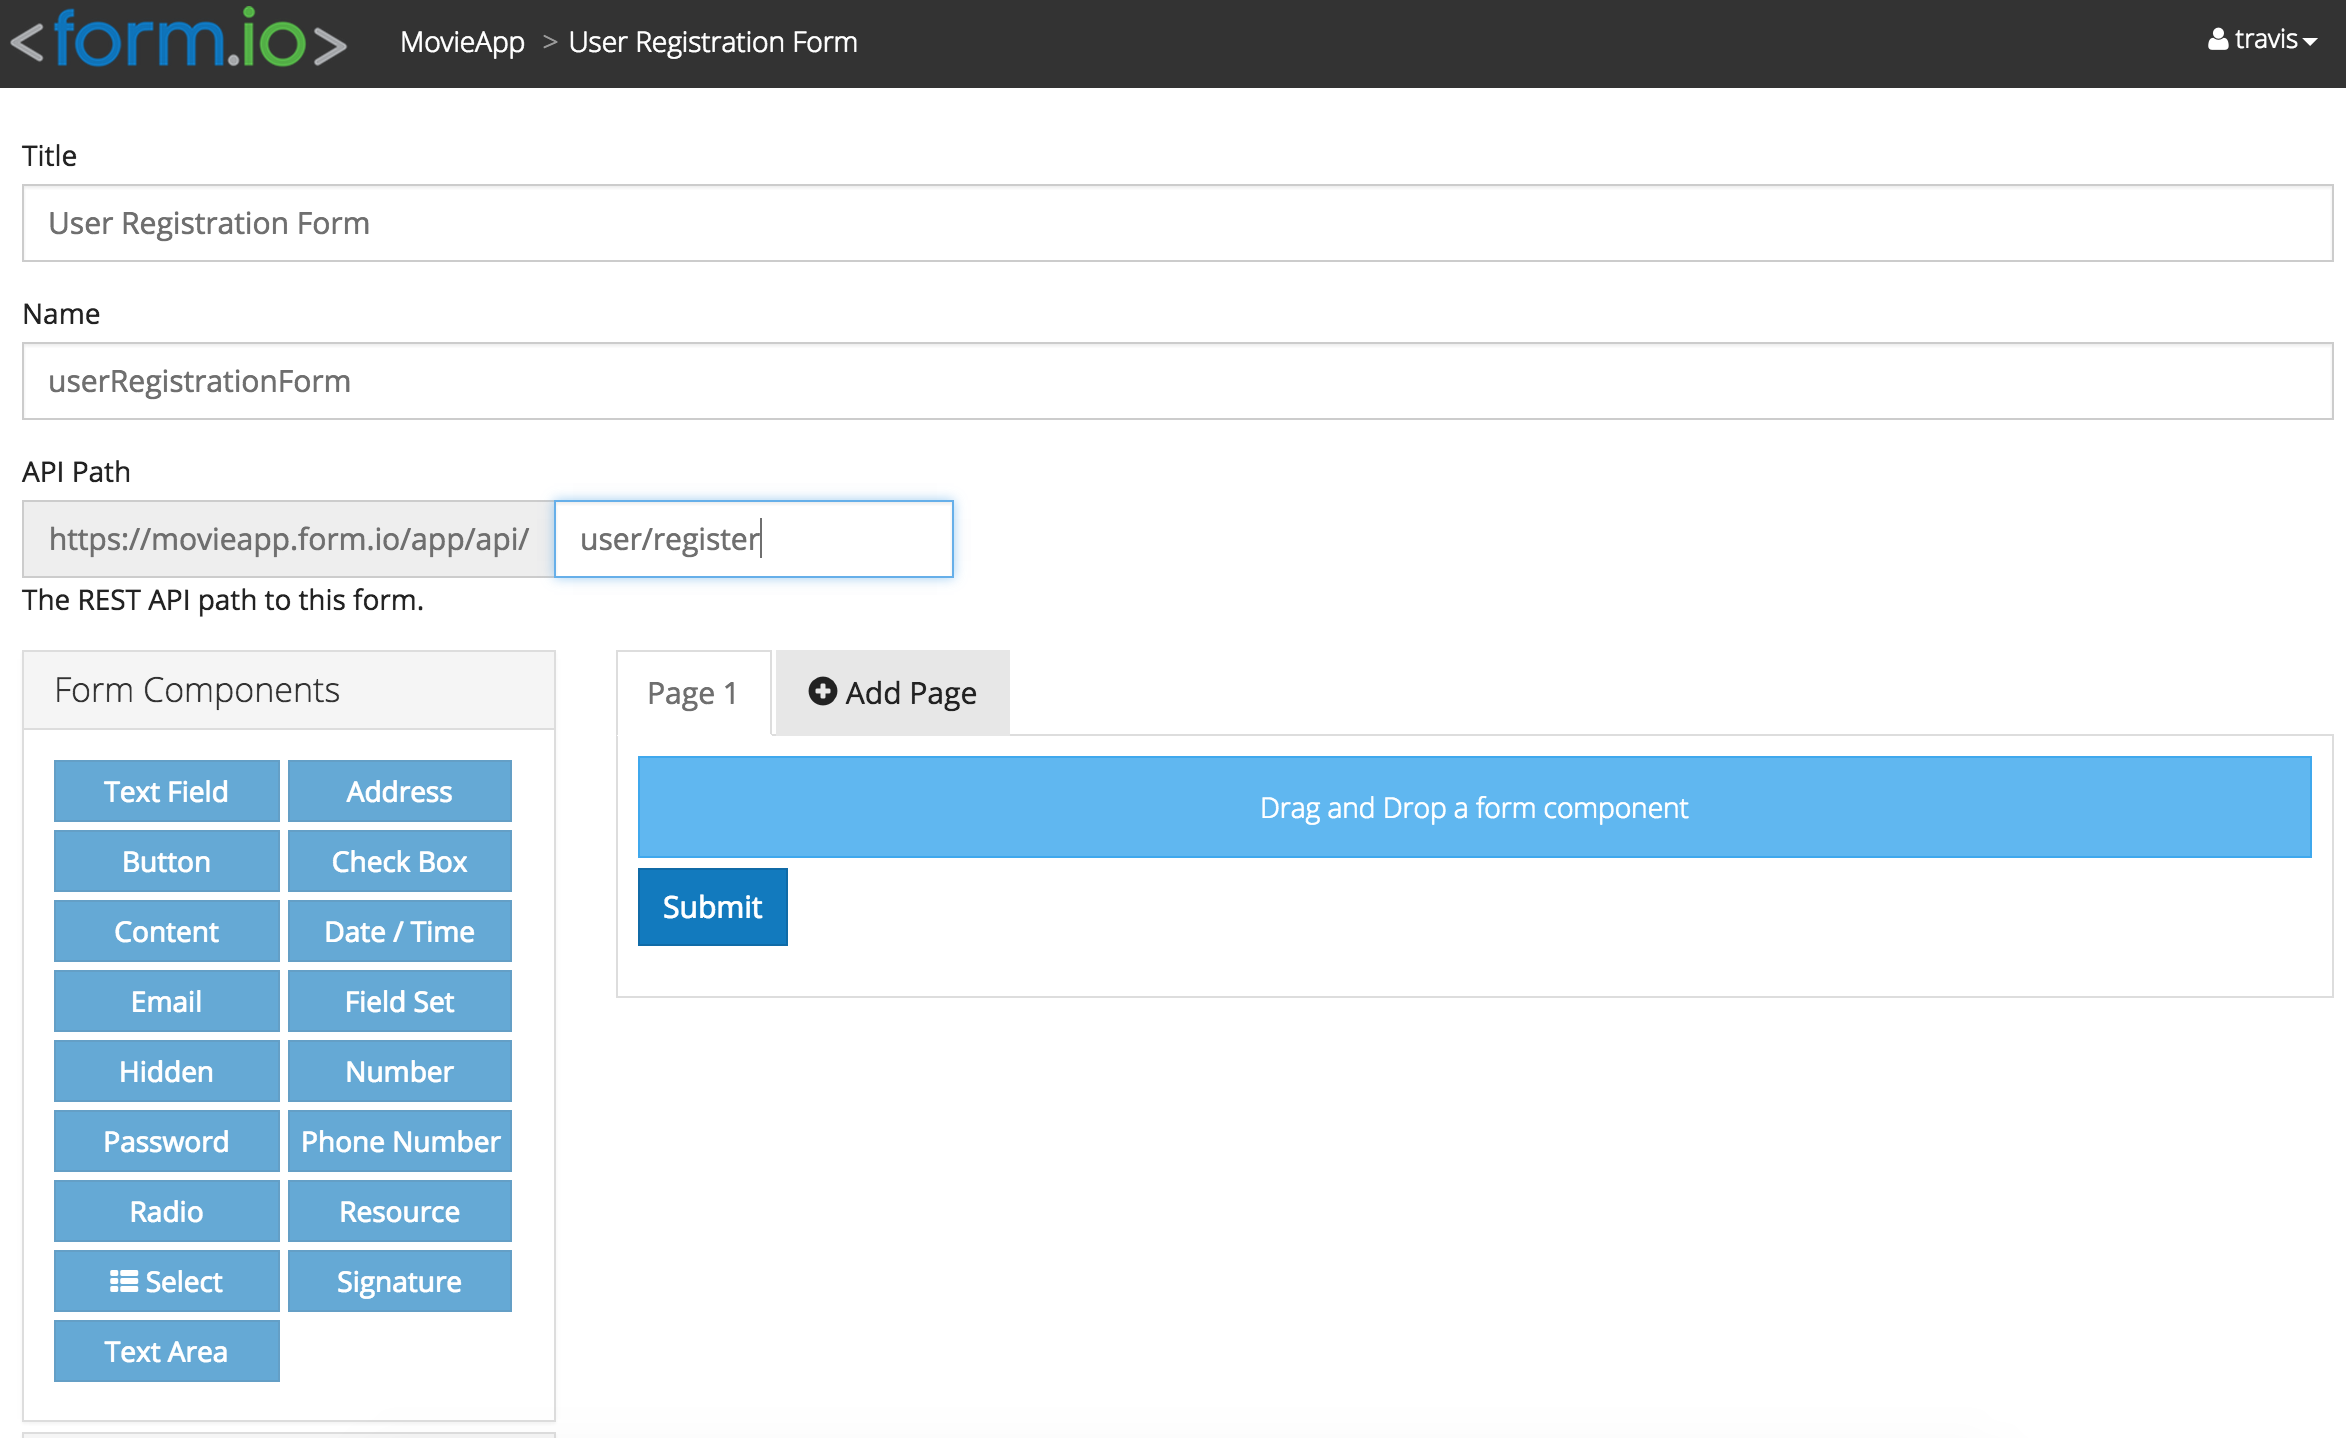 <form.io>
MovieApp > User Registration Form
travis
Title
User Registration Form
Name
userRegistrationForm
API Path
https://movieapp.form.io/app/api/ user/register
The REST API path to this form.
Form Components
Text Field Address
Button Check Box
Content Date / Time
Email Field Set
Hidden Number
Password Phone Number
Radio Resource
Select Signature
Text Area
Page 1 Add Page
Drag and Drop a form component
Submit